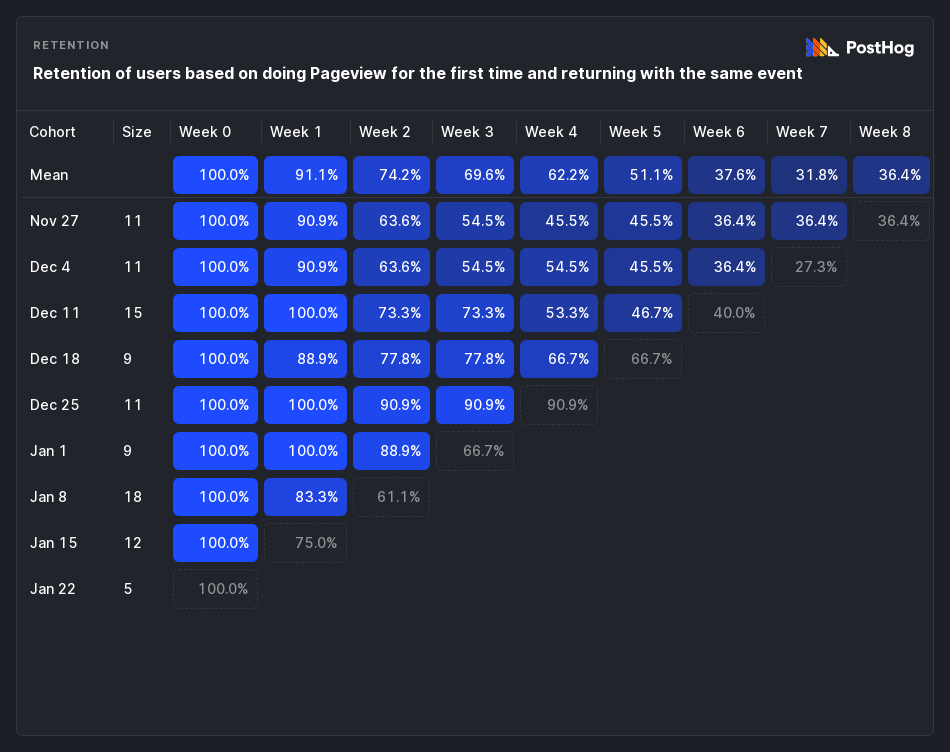 RETENTION
PostHog
Retention of users based on doing Pageview for the first time and returning with the same event
Cohort Size Week 0 Week 1 Week 2 Week 3 Week 4 Week 5 Week 6 Week 7 Week 8
Mean 100.0% 91.1% 74.2% 69.6% 62.2% 51.1% 37.6% 31.8% 36.4%
Nov 27 11 100.0% 90.9% 63.6% 54.5% 45.5% 45.5% 36.4% 36.4% 36.4%
Dec 4 11 100.0% 90.9% 63.6% 54.5% 54.5% 45.5% 36.4% 27.3%
Dec 11 15 100.0% 100.0% 73.3% 73.3% 53.3% 46.7% 40.0%
Dec 18 9 100.0% 88.9% 77.8% 77.8% 66.7% 66.7%
Dec 25 11 100.0% 100.0% 90.9% 90.9% 90.9%
Jan 1 9 100.0% 100.0% 88.9% 66.7%
Jan 8 18 100.0% 83.3% 61.1%
Jan 15 12 100.0% 75.0%
Jan 22 5 100.0%